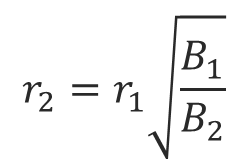 r₂ = r₁ √(B₁/B₂)